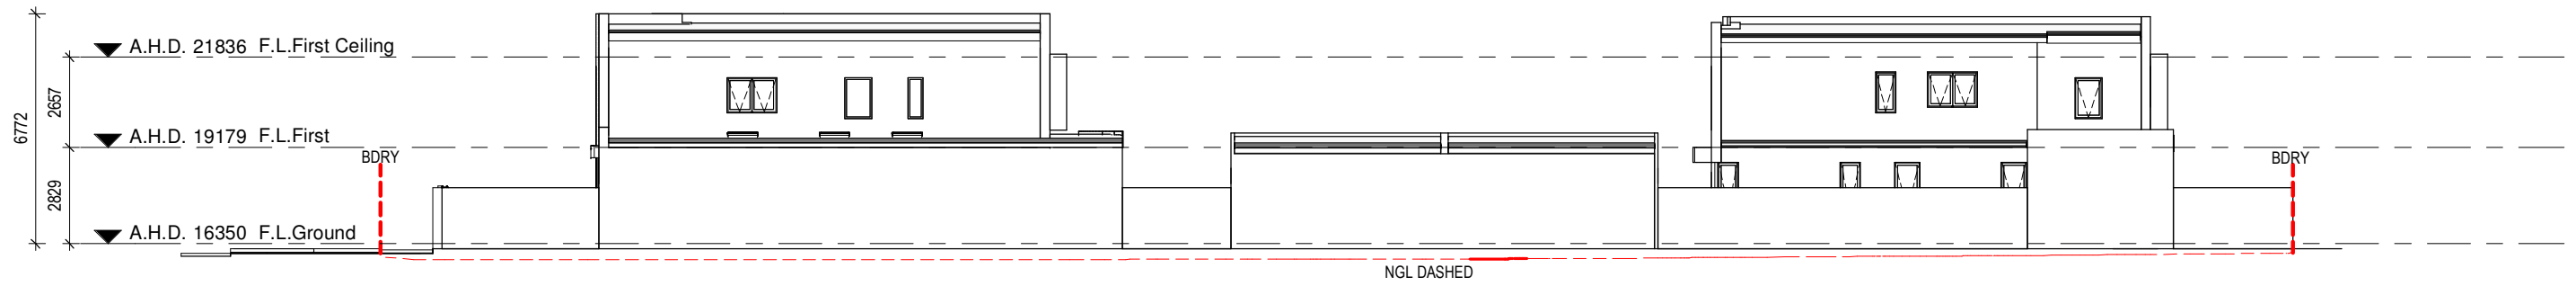 A.H.D. 21836 F.L.First Ceiling
2657
6772
A.H.D. 19179 F.L.First
BDRY
BDRY
2829
A.H.D. 16350 F.L.Ground
NGL DASHED